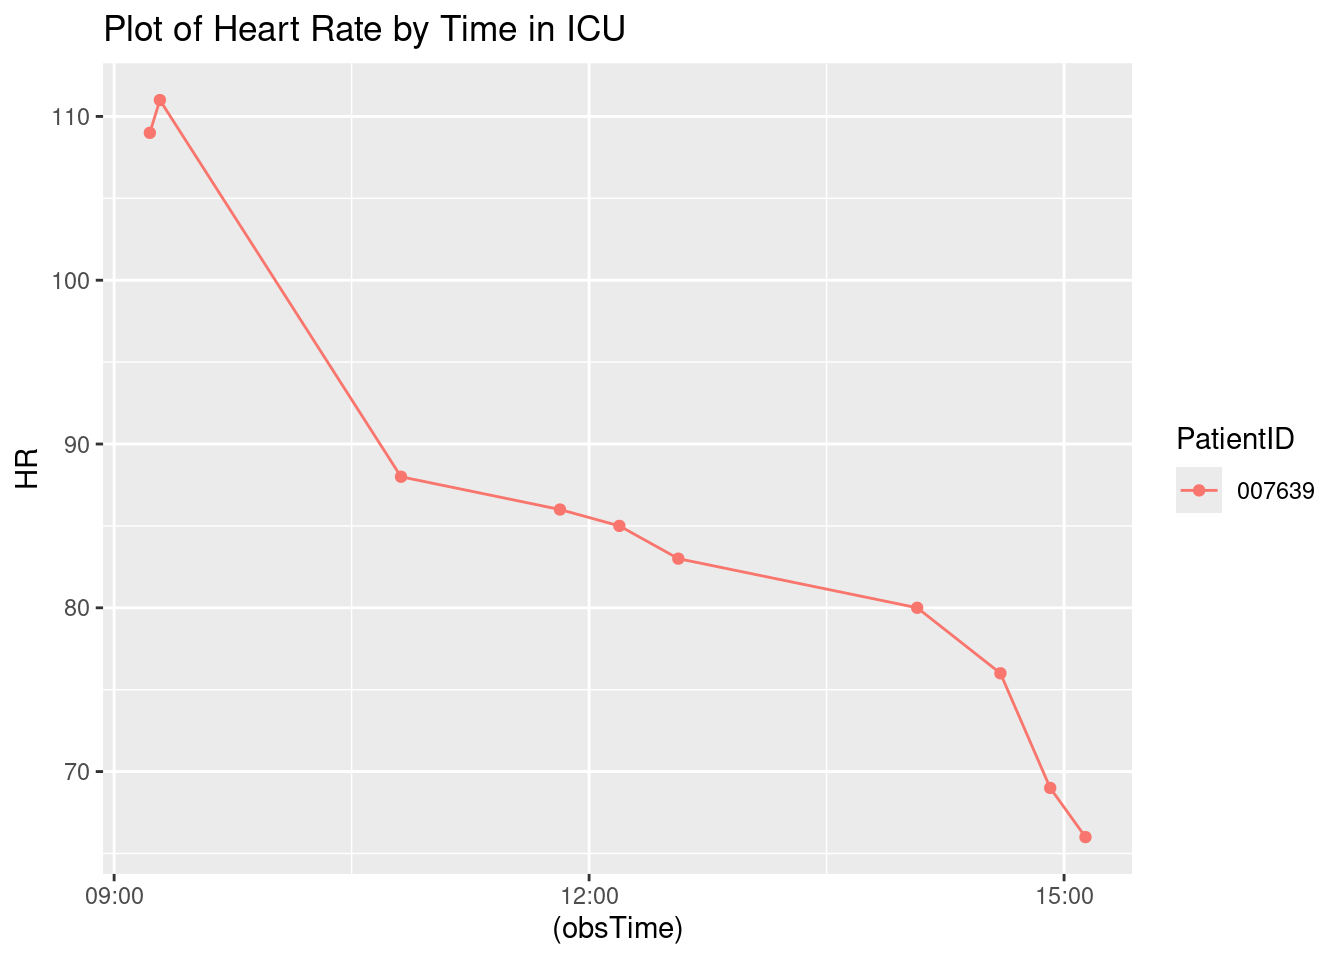 Plot of Heart Rate by Time in ICU
110
100
90
80
70
HR
09:00
12:00
15:00
(obsTime)
PatientID
007639